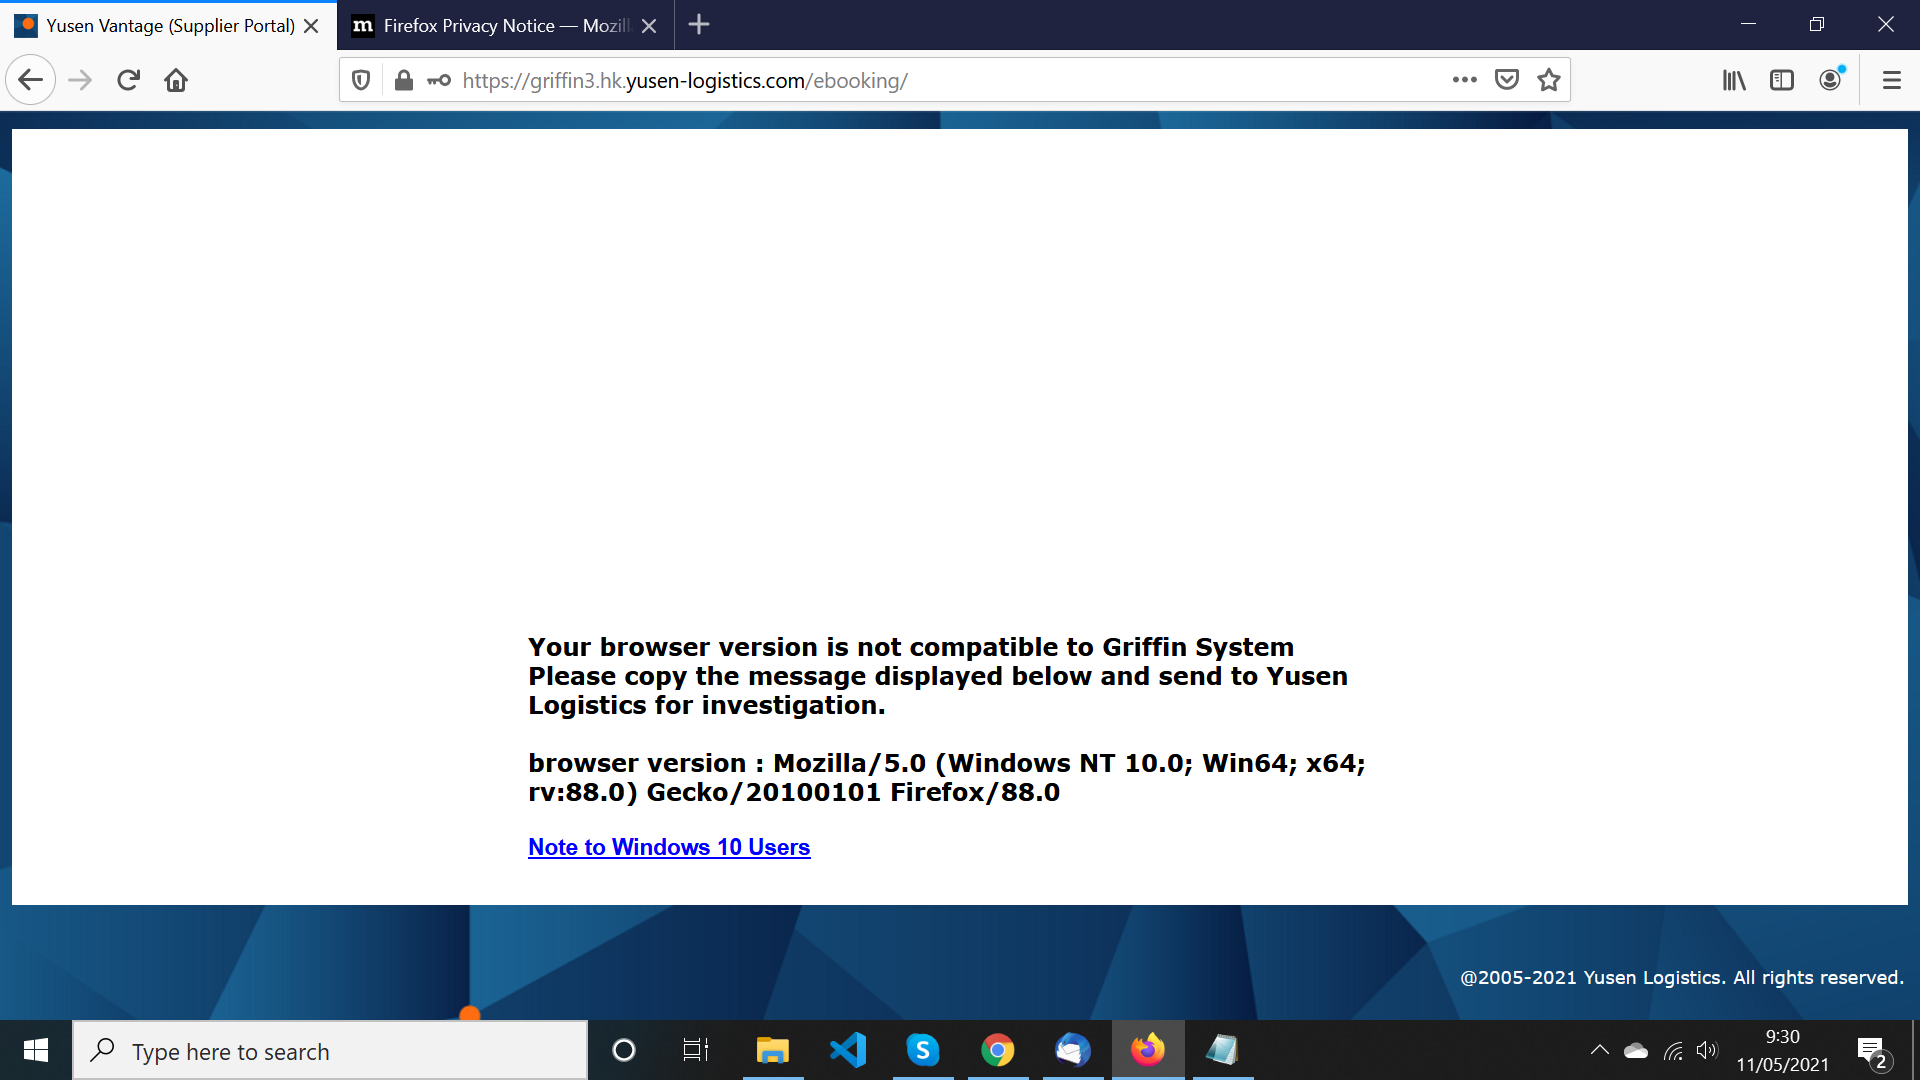 Yusen Vantage (Supplier Portal)
Firefox Privacy Notice — Mozill
https://griffin3.hk.yusen-logistics.com/ebooking/
Your browser version is not compatible to Griffin System
Please copy the message displayed below and send to Yusen
Logistics for investigation.
browser version : Mozilla/5.0 (Windows NT 10.0; Win64; x64;
rv:88.0) Gecko/20100101 Firefox/88.0
Note to Windows 10 Users
@2005-2021 Yusen Logistics. All rights reserved.
Type here to search
9:30
11/05/2021
2